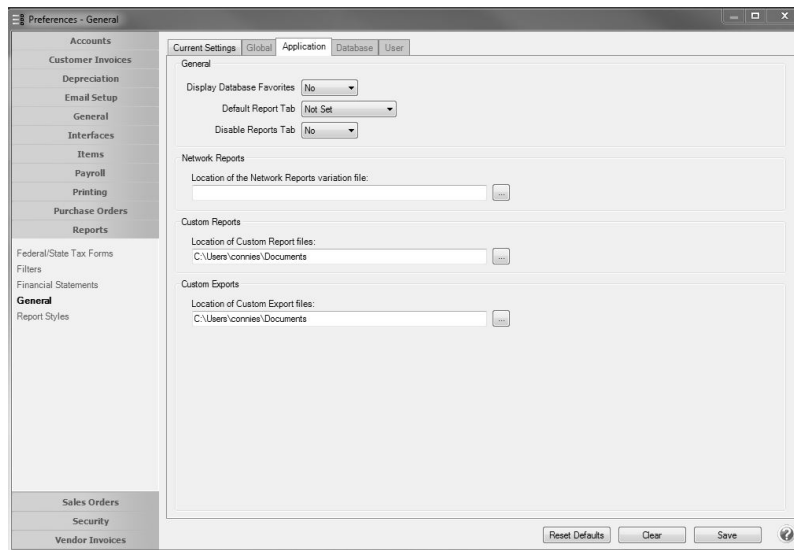 Preferences - General
Accounts
Customer Invoices
Depreciation
Email Setup
General
Interfaces
Items
Payroll
Printing
Purchase Orders
Reports
Federal/State Tax Forms
Filters
Financial Statements
General
Report Styles
Sales Orders
Security
Vendor Invoices
Current Settings Global Application Database User
General
Display Database Favorites No
Default Report Tab Not Set
Disable Reports Tab No
Network Reports
Location of the Network Reports variation file:
...
Custom Reports
Location of Custom Report files:
C:\Users\connies\Documents ...
Custom Exports
Location of Custom Export files:
C:\Users\connies\Documents ...
Reset Defaults Clear Save ?